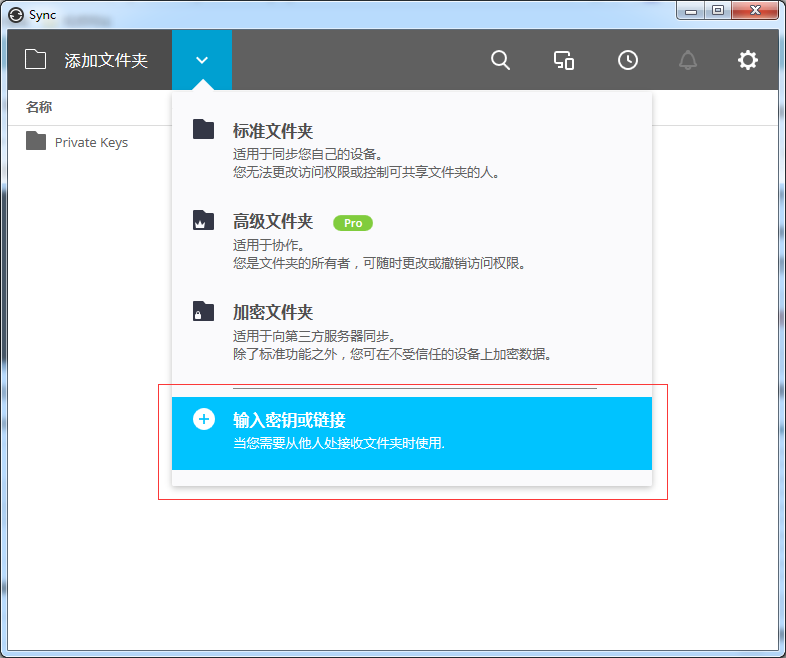 Sync
添加文件夹
名称
Private Keys
标准文件夹
适用于同步您自己的设备。
您无法更改访问权限或控制可共享文件夹的人。
高级文件夹 Pro
适用于协作。
您是文件夹的所有者，可随时更改或撤销访问权限。
加密文件夹
适用于向第三方服务器同步。
除了标准功能之外，您可在不受信任的设备上加密数据。
输入密钥或链接
当您需要从他人处接收文件夹时使用.